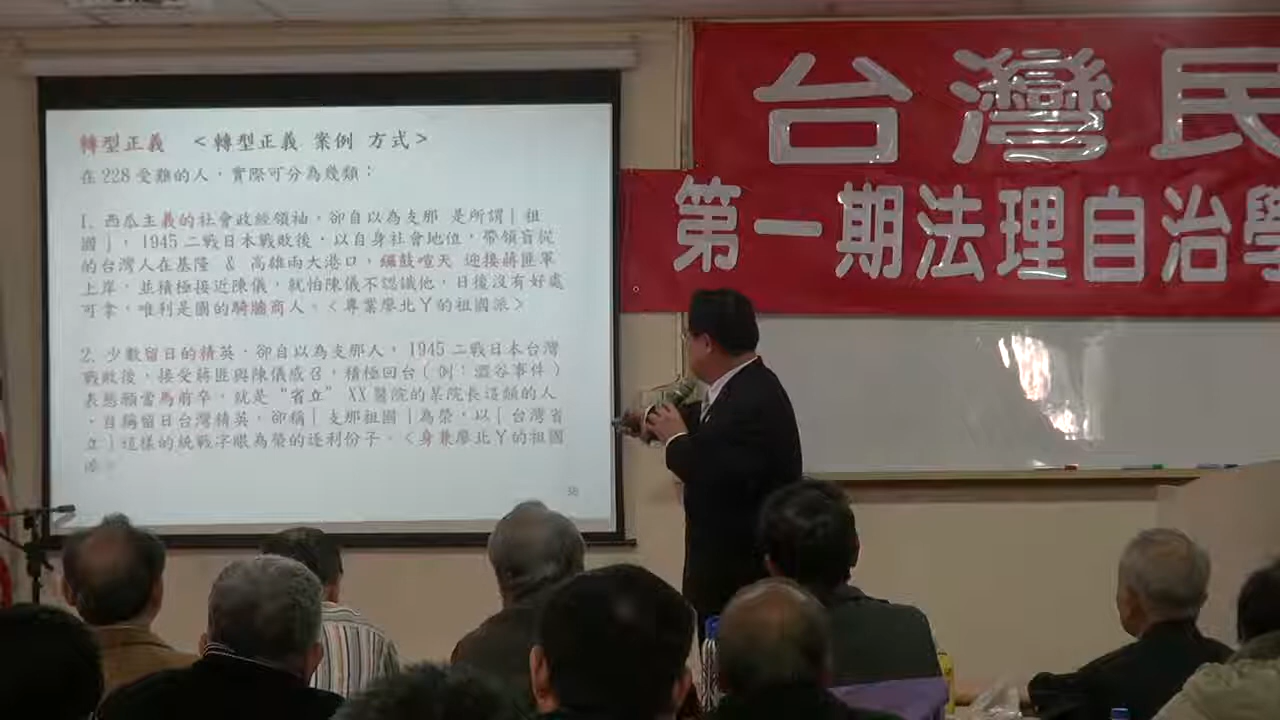 轉型正義 <轉型正義 案例 方式>
在 228 受難的人，實際可分為幾類：
1. 西瓜主義的社會政經領袖，卻自以為支那 是所謂「祖
國」，1945 二戰日本戰敗後，以自身社會地位，帶領盲從
的台灣人在基隆 & 高雄兩大港口，鑼鼓喧天 迎接蔣匪軍
上岸，並積極接近陳儀，就怕陳儀不認識他，日後沒有好處
可拿，唯利是圖的騎牆商人。<專業廖北丫的祖國派>
2. 少數留日的精英，卻自以為支那人，1945 二戰日本台灣
戰敗後，接受蔣匪與陳儀感召，積極回台（例：澀谷事件）
表態願當馬前卒，就是“省立” XX 醫院的某院長這類的人
，自稱留日台灣精英，卻稱「支那祖國」為榮，以「台灣省
立」這樣的統戰字眼為榮的逐利份子。<身兼廖北丫的祖國
派>
台灣民
第一期法理自治學